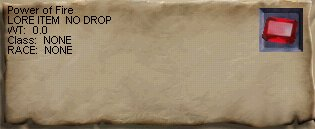 Power of Fire
LORE ITEM  NO DROP
WT:  0.0
Class:  NONE
RACE:  NONE